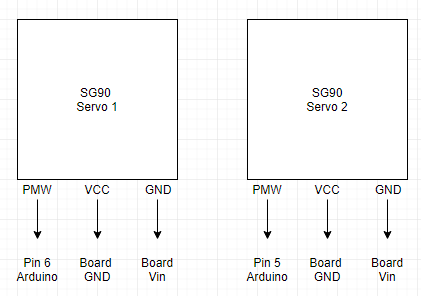 SG90
Servo 1
SG90
Servo 2
PMW VCC GND
PMW VCC GND
Pin 6
Arduino
Board
GND
Board
Vin
Pin 5
Arduino
Board
GND
Board
Vin